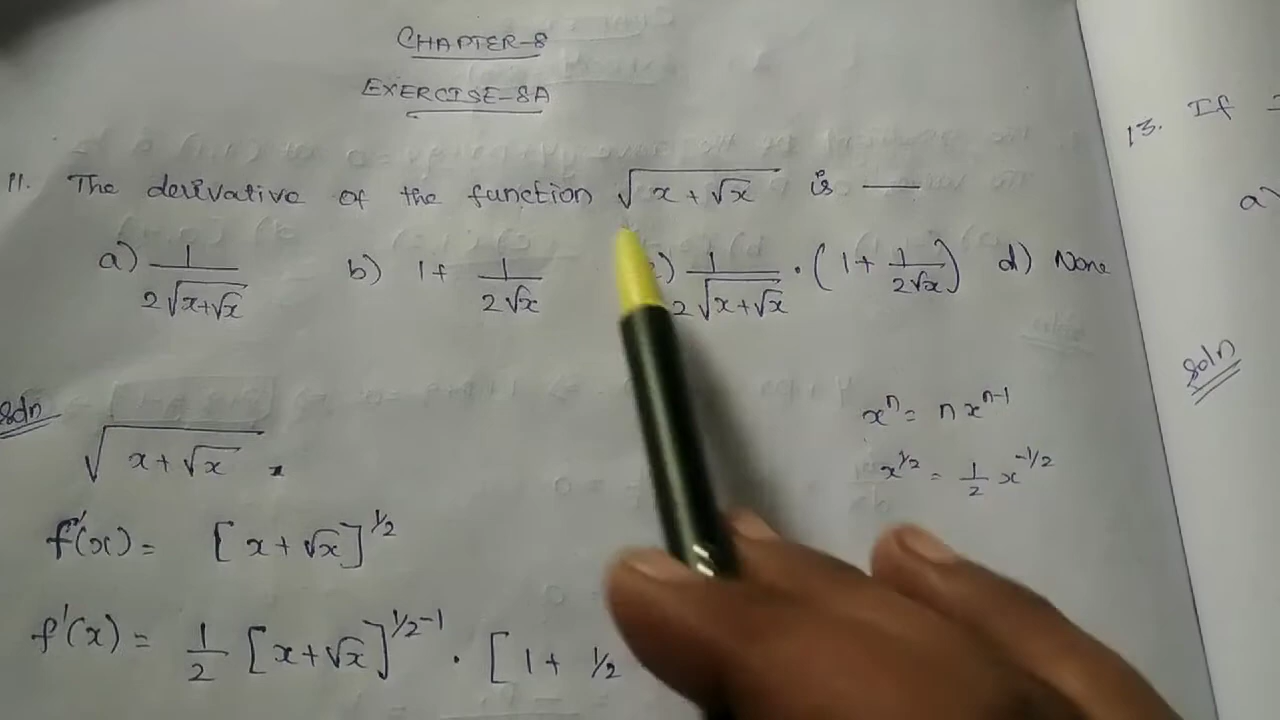 CHAPTER-8
EXERCISE-8A
11. The derivative of the function √(x+√x) is —
a) 1/(2√(x+√x)) b) 1+ 1/(2√x) ) 1/(2√(x+√x)) · (1+ 1/(2√x)) d) None
Soln
√(x+√x) .
f'(x) = [x+√x]^1/2
f'(x) = 1/2 [x+√x]^1/2-1 · [1+ 1/2
x^n = n x^n-1
x^1/2 = 1/2 x^-1/2
13. If
a)
Soln